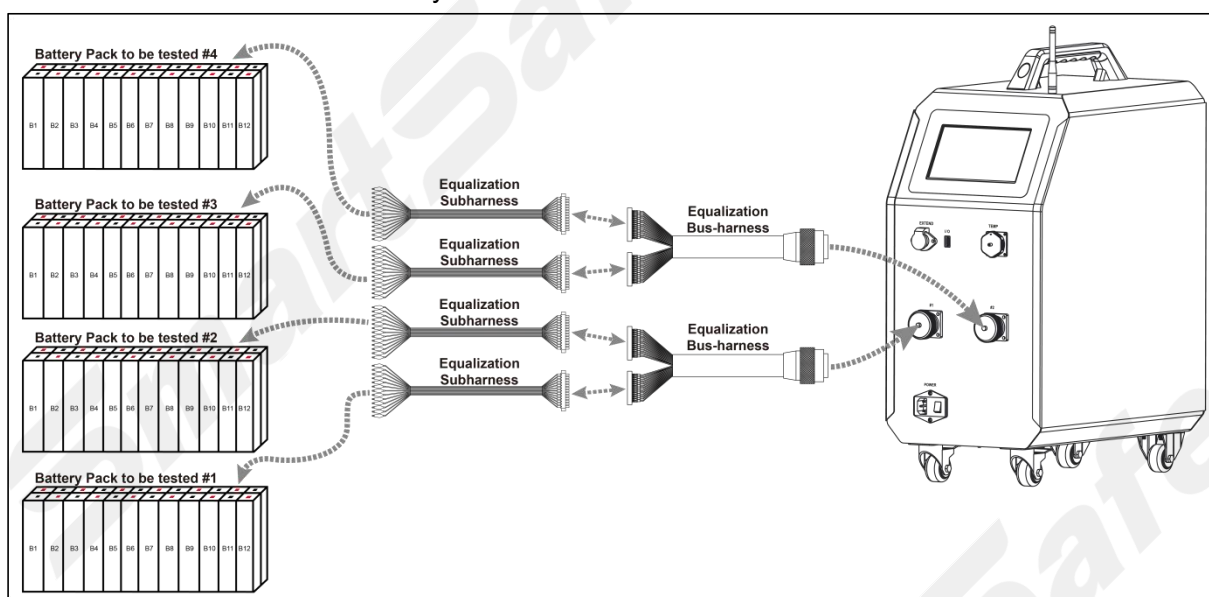 Battery Pack to be tested #4
B1 B2 B3 B4 B5 B6 B7 B8 B9 B10 B11 B12
Battery Pack to be tested #3
B1 B2 B3 B4 B5 B6 B7 B8 B9 B10 B11 B12
Battery Pack to be tested #2
B1 B2 B3 B4 B5 B6 B7 B8 B9 B10 B11 B12
Battery Pack to be tested #1
B1 B2 B3 B4 B5 B6 B7 B8 B9 B10 B11 B12
Equalization
Subharness
Equalization
Subharness
Equalization
Subharness
Equalization
Subharness
Equalization
Bus-harness
Equalization
Bus-harness
EXTEND I/O TEMP
#1 #2
POWER
SmartSafe
Safe